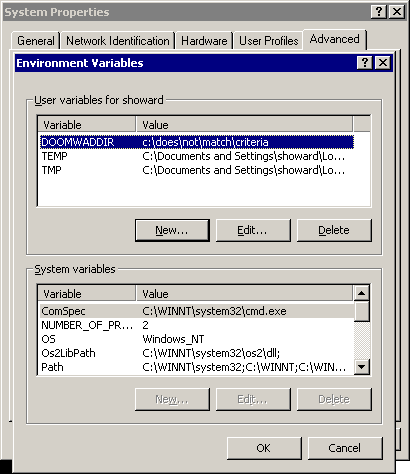 System Properties
General Network Identification Hardware User Profiles Advanced
Environment Variables
User variables for showard
Variable Value
DOOMWADDIR c:\does\not\match\criteria
TEMP C:\Documents and Settings\showard\Lo...
TMP C:\Documents and Settings\showard\Lo...
New... Edit... Delete
System variables
Variable Value
ComSpec C:\WINNT\system32\cmd.exe
NUMBER_OF_PR... 2
OS Windows_NT
Os2LibPath C:\WINNT\system32\os2\dll;
Path C:\WINNT\system32;C:\WINNT;C:\WIN...
New... Edit... Delete
OK Cancel